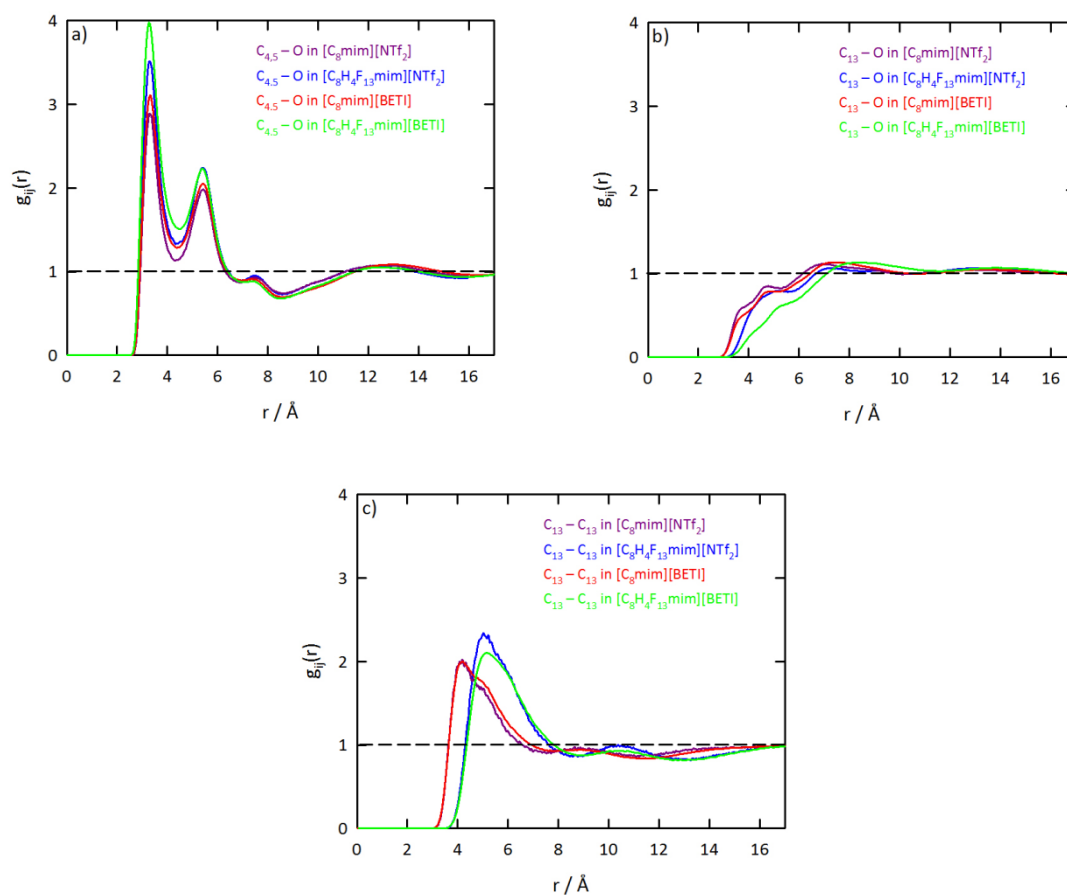 a)
C₄,₅ – O in [C₈mim][NTf₂]
C₄,₅ – O in [C₈H₄F₁₃mim][NTf₂]
C₄,₅ – O in [C₈mim][BETI]
C₄,₅ – O in [C₈H₄F₁₃mim][BETI]
gᵢⱼ(r)
4
3
2
1
0
0 2 4 6 8 10 12 14 16
r / Å
b)
C₁₃ – O in [C₈mim][NTf₂]
C₁₃ – O in [C₈H₄F₁₃mim][NTf₂]
C₁₃ – O in [C₈mim][BETI]
C₁₃ – O in [C₈H₄F₁₃mim][BETI]
gᵢⱼ(r)
4
3
2
1
0
0 2 4 6 8 10 12 14 16
r / Å
c)
C₁₃ – C₁₃ in [C₈mim][NTf₂]
C₁₃ – C₁₃ in [C₈H₄F₁₃mim][NTf₂]
C₁₃ – C₁₃ in [C₈mim][BETI]
C₁₃ – C₁₃ in [C₈H₄F₁₃mim][BETI]
gᵢⱼ(r)
4
3
2
1
0
0 2 4 6 8 10 12 14 16
r / Å